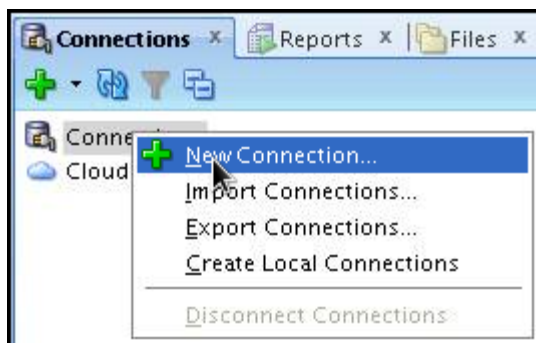 Connections Reports Files
Cloud
New Connection...
Import Connections...
Export Connections...
Create Local Connections
Disconnect Connections